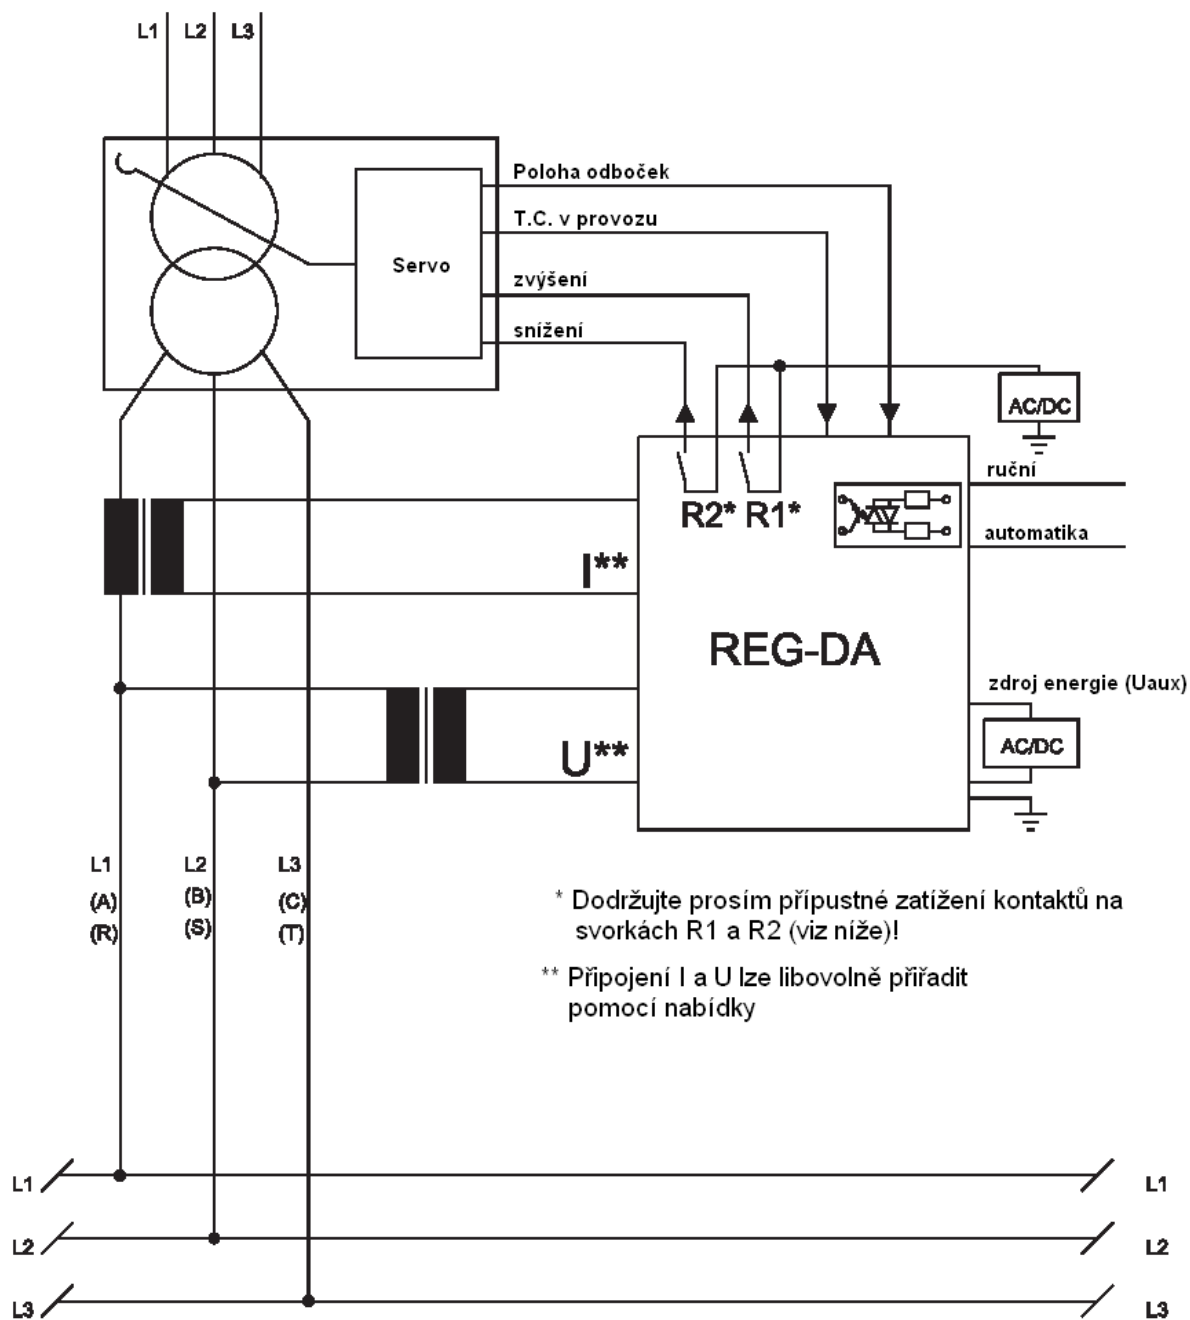 L1 L2 L3
Poloha odboček
T.C. v provozu
Servo
zvýšení
snížení
AC/DC
ruční
R2* R1*
automatika
I**
REG-DA
zdroj energie (Uaux)
AC/DC
U**
L1 L2 L3
(A) (B) (C)
(R) (S) (T)
* Dodržujte prosím přípustné zatížení kontaktů na
svorkách R1 a R2 (viz níže)!
** Připojení I a U lze libovolně přiřadit
pomocí nabídky
L1 L1
L2 L2
L3 L3